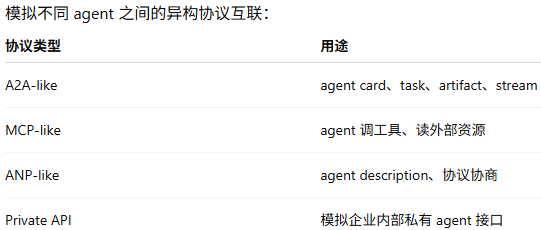 模拟不同 agent 之间的异构协议互联：
协议类型 用途
A2A-like agent card、task、artifact、stream
MCP-like agent 调工具、读外部资源
ANP-like agent description、协议协商
Private API 模拟企业内部私有 agent 接口